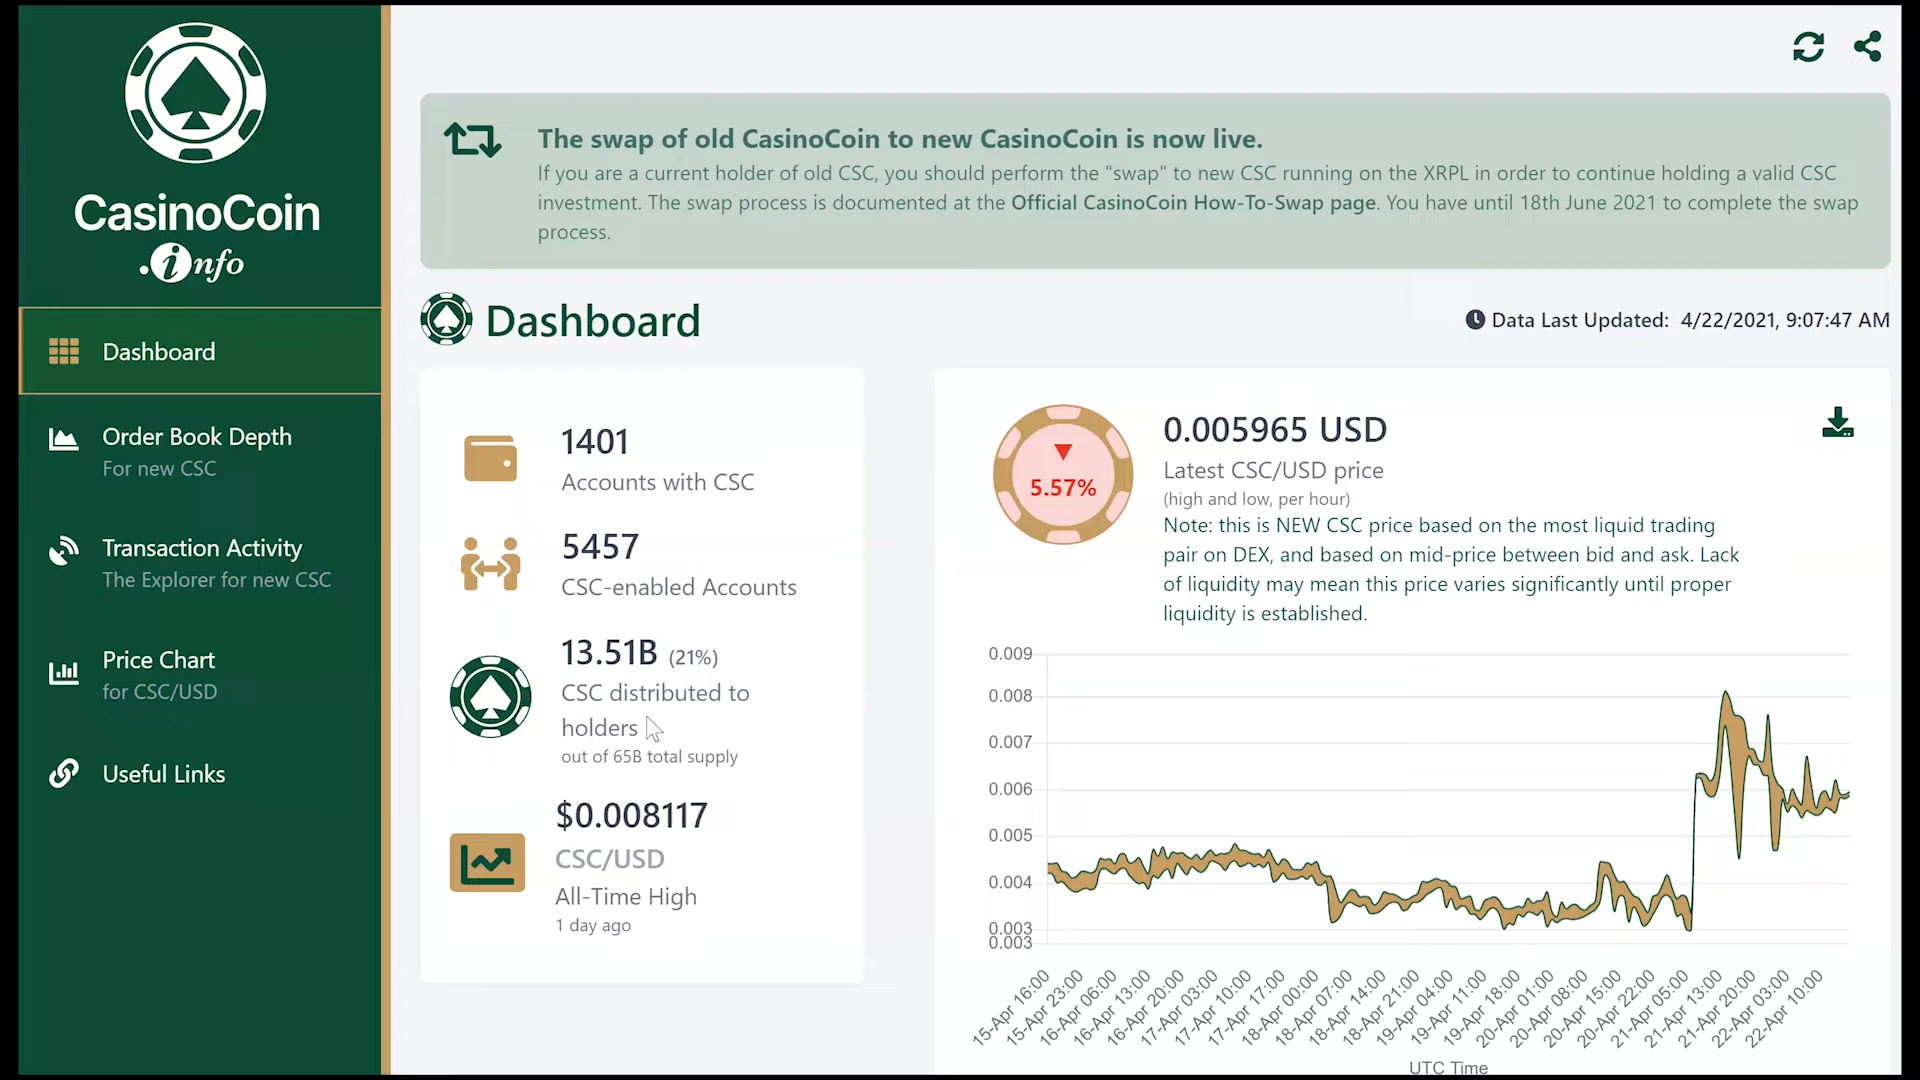 CasinoCoin
.info
Dashboard
Order Book Depth
For new CSC
Transaction Activity
The Explorer for new CSC
Price Chart
for CSC/USD
Useful Links
The swap of old CasinoCoin to new CasinoCoin is now live.
If you are a current holder of old CSC, you should perform the "swap" to new CSC running on the XRPL in order to continue holding a valid CSC
investment. The swap process is documented at the Official CasinoCoin How-To-Swap page. You have until 18th June 2021 to complete the swap
process.
Dashboard
Data Last Updated: 4/22/2021, 9:07:47 AM
1401
Accounts with CSC
5457
CSC-enabled Accounts
13.51B (21%)
CSC distributed to
holders
out of 65B total supply
$0.008117
CSC/USD
All-Time High
1 day ago
5.57%
0.005965 USD
Latest CSC/USD price
(high and low, per hour)
Note: this is NEW CSC price based on the most liquid trading
pair on DEX, and based on mid-price between bid and ask. Lack
of liquidity may mean this price varies significantly until proper
liquidity is established.
0.009
0.008
0.007
0.006
0.005
0.004
0.003
0.003
15-Apr 16:00
15-Apr 23:00
16-Apr 06:00
16-Apr 13:00
16-Apr 20:00
17-Apr 03:00
17-Apr 10:00
17-Apr 17:00
18-Apr 00:00
18-Apr 07:00
18-Apr 14:00
18-Apr 21:00
19-Apr 04:00
19-Apr 11:00
19-Apr 18:00
20-Apr 01:00
20-Apr 08:00
20-Apr 15:00
20-Apr 22:00
21-Apr 05:00
21-Apr 13:00
21-Apr 20:00
22-Apr 03:00
22-Apr 10:00
UTC Time